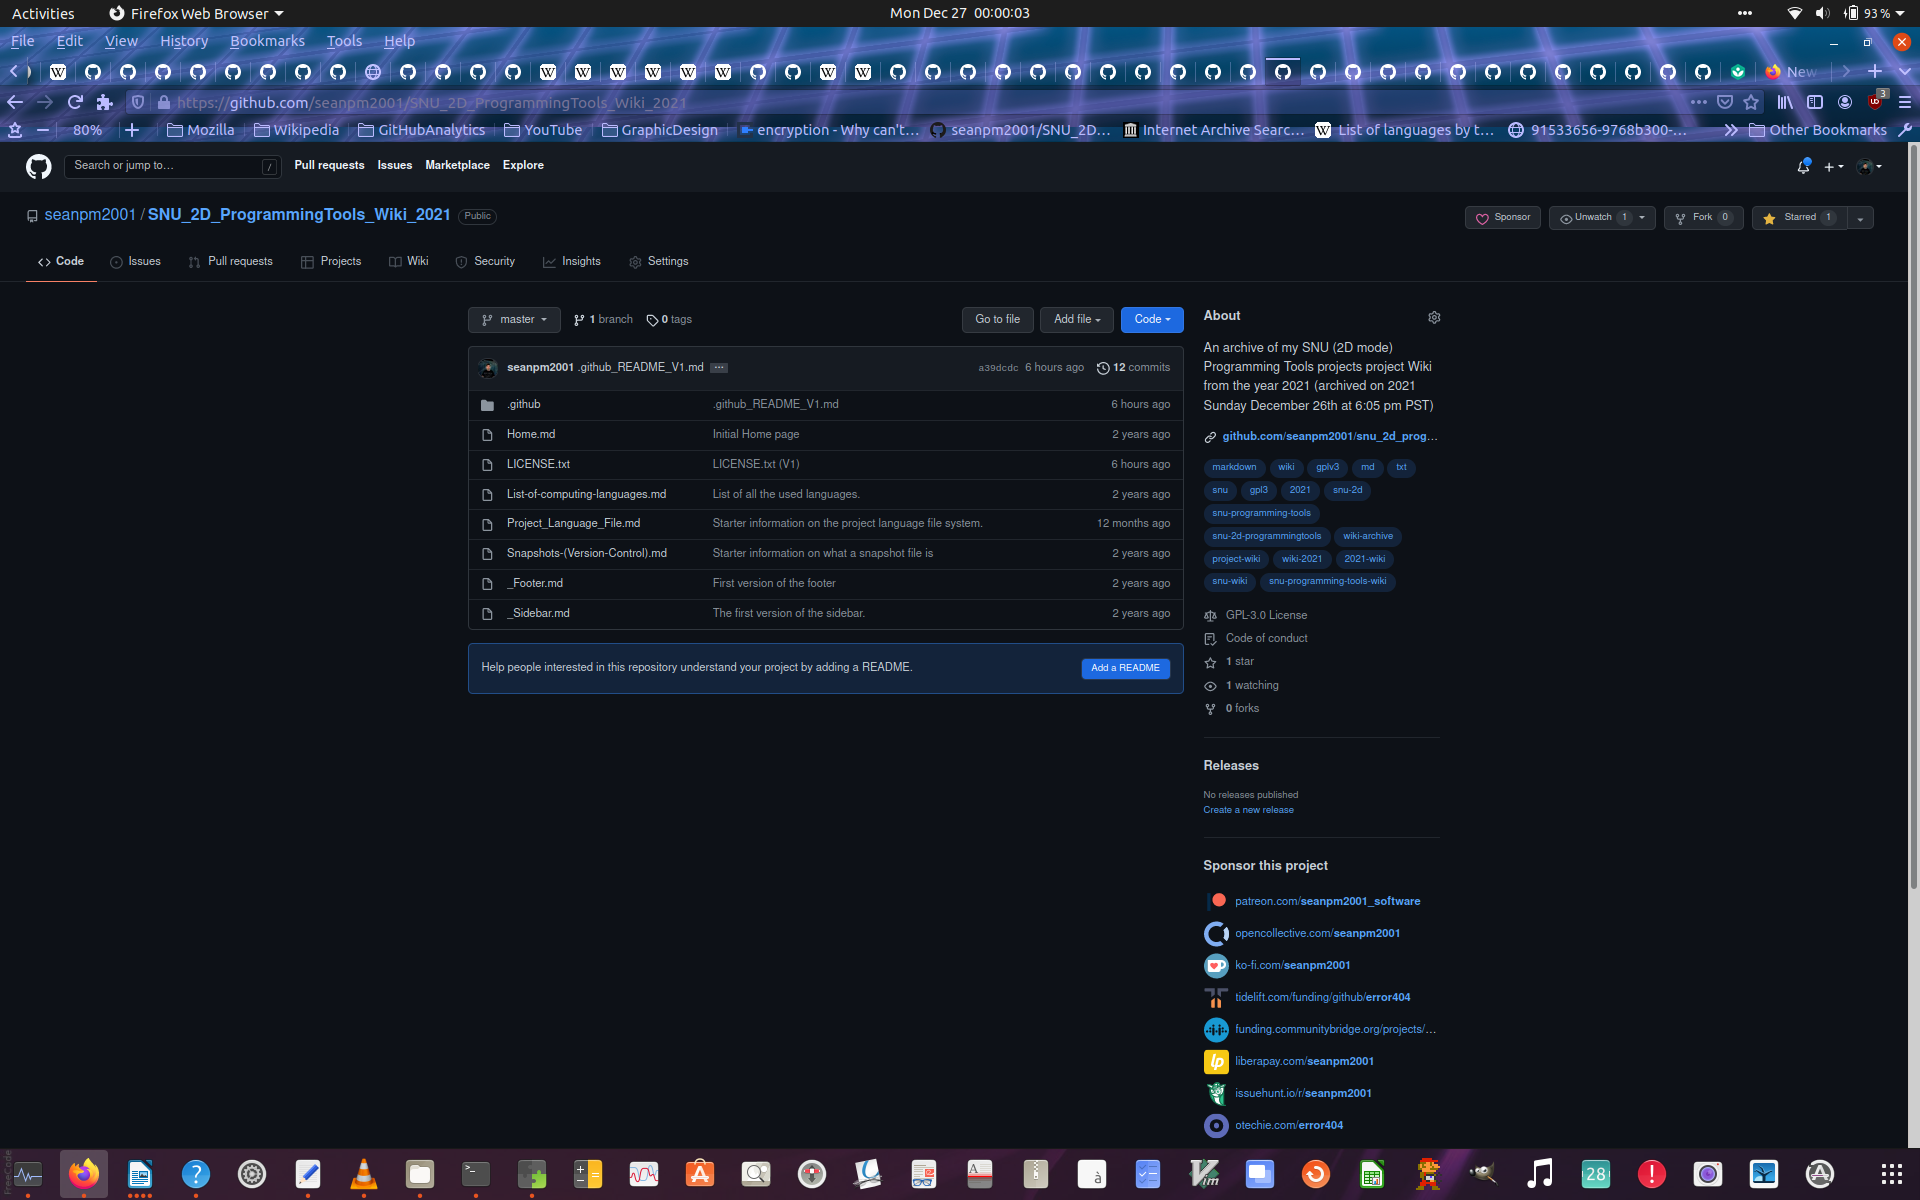 Activities Firefox Web Browser Mon Dec 27 00:00:03 93 %
File Edit View History Bookmarks Tools Help
New
https://github.com/seanpm2001/SNU_2D_ProgrammingTools_Wiki_2021 3
80% Mozilla Wikipedia GitHubAnalytics YouTube GraphicDesign encryption - Why can't… seanpm2001/SNU_2D… Internet Archive Searc… List of languages by t… 91533656-9768b300-… Other Bookmarks
Search or jump to… / Pull requests Issues Marketplace Explore
seanpm2001 / SNU_2D_ProgrammingTools_Wiki_2021 Public Sponsor Unwatch 1 Fork 0 Starred 1
Code Issues Pull requests Projects Wiki Security Insights Settings
master 1 branch 0 tags Go to file Add file Code
seanpm2001 .github_README_V1.md ... a39dcdc 6 hours ago 12 commits
.github .github_README_V1.md 6 hours ago
Home.md Initial Home page 2 years ago
LICENSE.txt LICENSE.txt (V1) 6 hours ago
List-of-computing-languages.md List of all the used languages. 2 years ago
Project_Language_File.md Starter information on the project language file system. 12 months ago
Snapshots-(Version-Control).md Starter information on what a snapshot file is 2 years ago
_Footer.md First version of the footer 2 years ago
_Sidebar.md The first version of the sidebar. 2 years ago
Help people interested in this repository understand your project by adding a README. Add a README
About
An archive of my SNU (2D mode)
Programming Tools projects project Wiki
from the year 2021 (archived on 2021
Sunday December 26th at 6:05 pm PST)
github.com/seanpm2001/snu_2d_prog…
markdown wiki gplv3 md txt
snu gpl3 2021 snu-2d
snu-programming-tools
snu-2d-programmingtools wiki-archive
project-wiki wiki-2021 2021-wiki
snu-wiki snu-programming-tools-wiki
GPL-3.0 License
Code of conduct
1 star
1 watching
0 forks
Releases
No releases published
Create a new release
Sponsor this project
patreon.com/seanpm2001_software
opencollective.com/seanpm2001
ko-fi.com/seanpm2001
tidelift.com/funding/github/error404
funding.communitybridge.org/projects/…
lp liberapay.com/seanpm2001
issuehunt.io/r/seanpm2001
otechie.com/error404
FreeCode
28